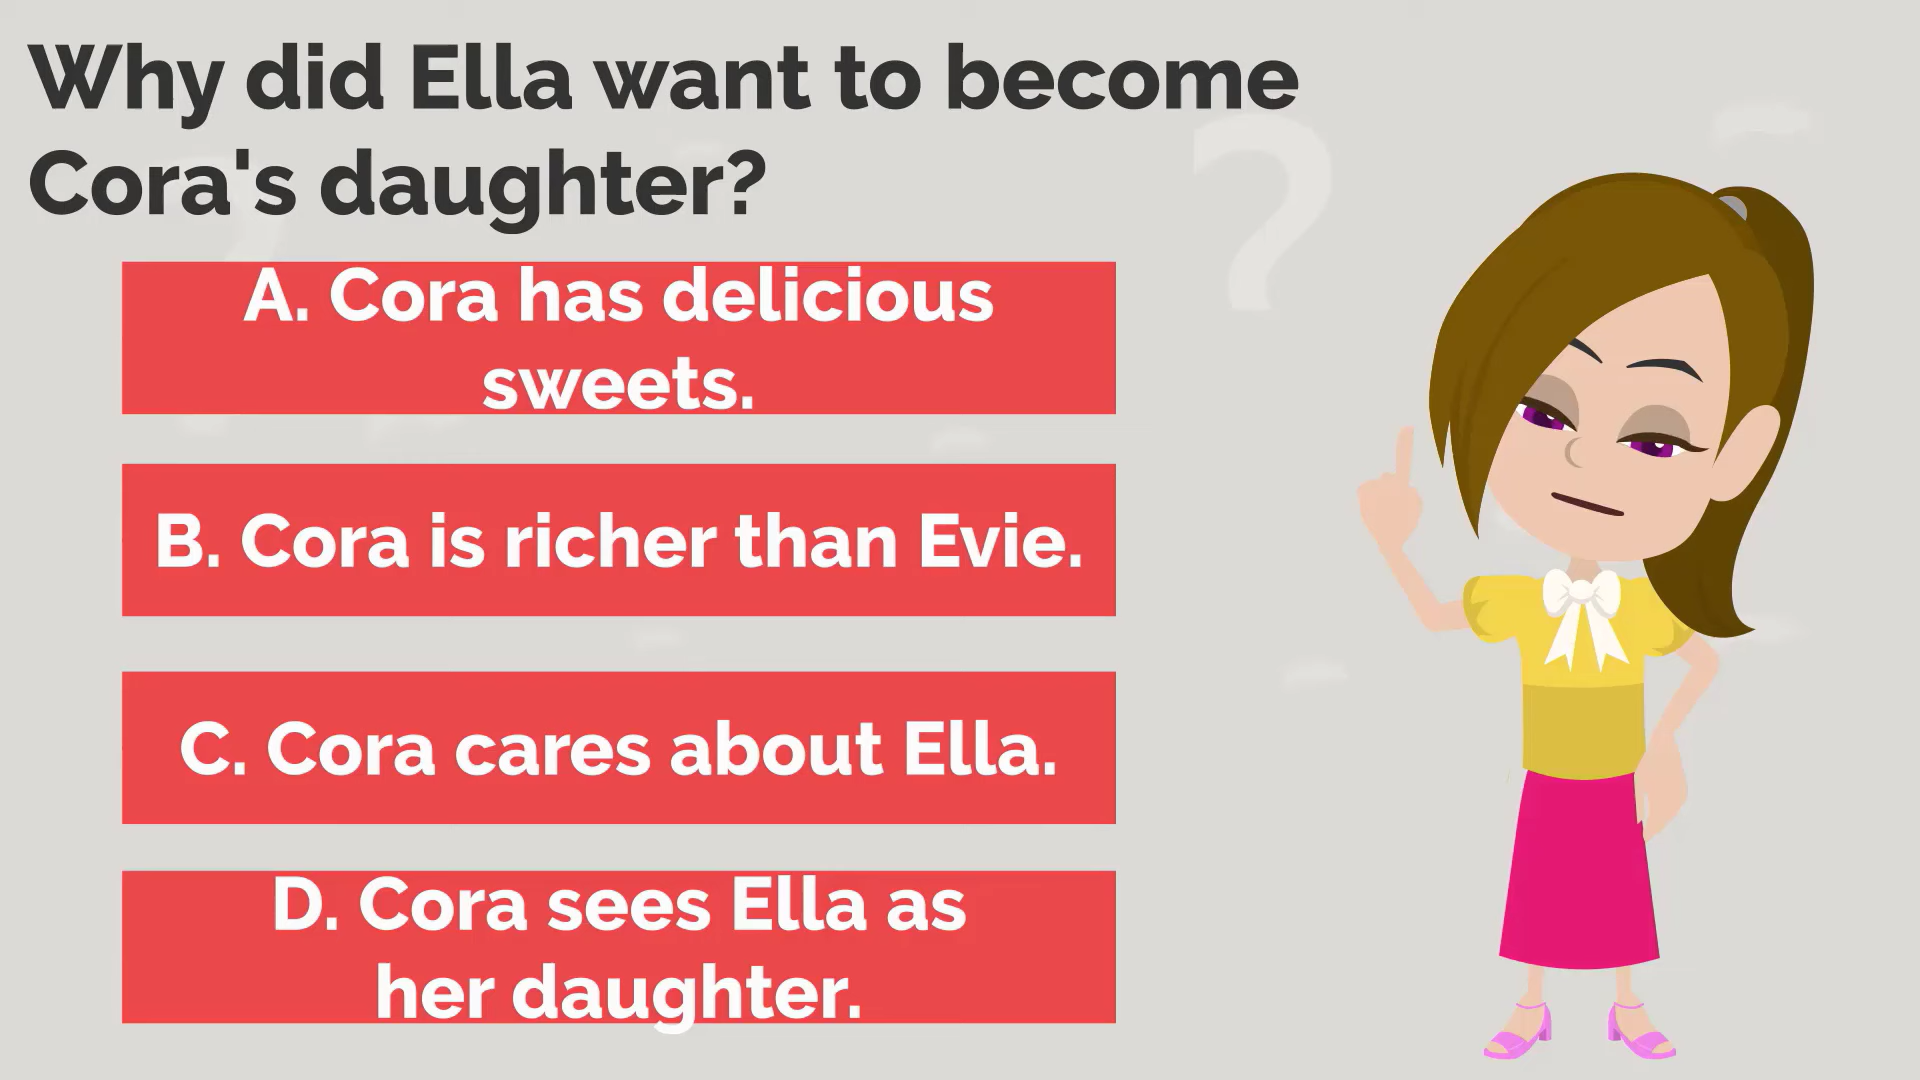 Why did Ella want to become
Cora's daughter?
A. Cora has delicious
sweets.
B. Cora is richer than Evie.
C. Cora cares about Ella.
D. Cora sees Ella as
her daughter.